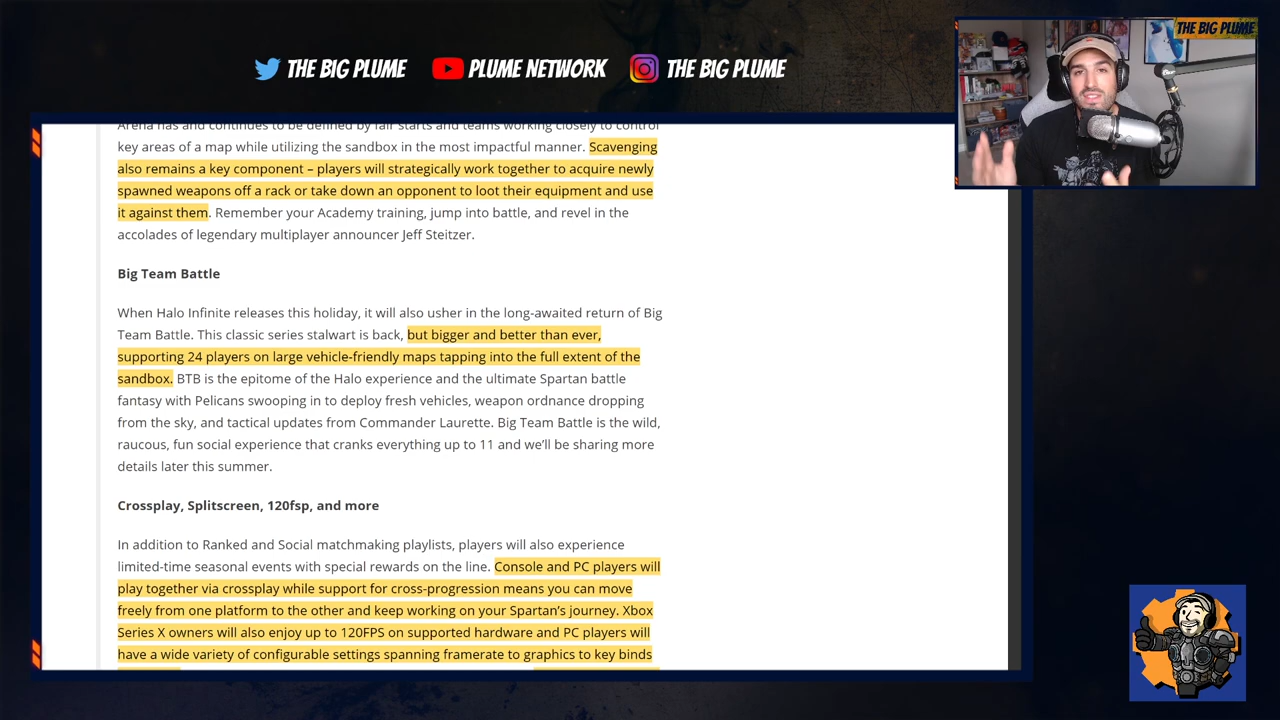 THE BIG PLUME
THE BIG PLUME
PLUME NETWORK
THE BIG PLUME
Arena has and continues to be defined by fair starts and teams working closely to control
key areas of a map while utilizing the sandbox in the most impactful manner. Scavenging
also remains a key component – players will strategically work together to acquire newly
spawned weapons off a rack or take down an opponent to loot their equipment and use
it against them. Remember your Academy training, jump into battle, and revel in the
accolades of legendary multiplayer announcer Jeff Steitzer.
Big Team Battle
When Halo Infinite releases this holiday, it will also usher in the long-awaited return of Big
Team Battle. This classic series stalwart is back, but bigger and better than ever,
supporting 24 players on large vehicle-friendly maps tapping into the full extent of the
sandbox. BTB is the epitome of the Halo experience and the ultimate Spartan battle
fantasy with Pelicans swooping in to deploy fresh vehicles, weapon ordnance dropping
from the sky, and tactical updates from Commander Laurette. Big Team Battle is the wild,
raucous, fun social experience that cranks everything up to 11 and we'll be sharing more
details later this summer.
Crossplay, Splitscreen, 120fsp, and more
In addition to Ranked and Social matchmaking playlists, players will also experience
limited-time seasonal events with special rewards on the line. Console and PC players will
play together via crossplay while support for cross-progression means you can move
freely from one platform to the other and keep working on your Spartan's journey. Xbox
Series X owners will also enjoy up to 120FPS on supported hardware and PC players will
have a wide variety of configurable settings spanning framerate to graphics to key binds